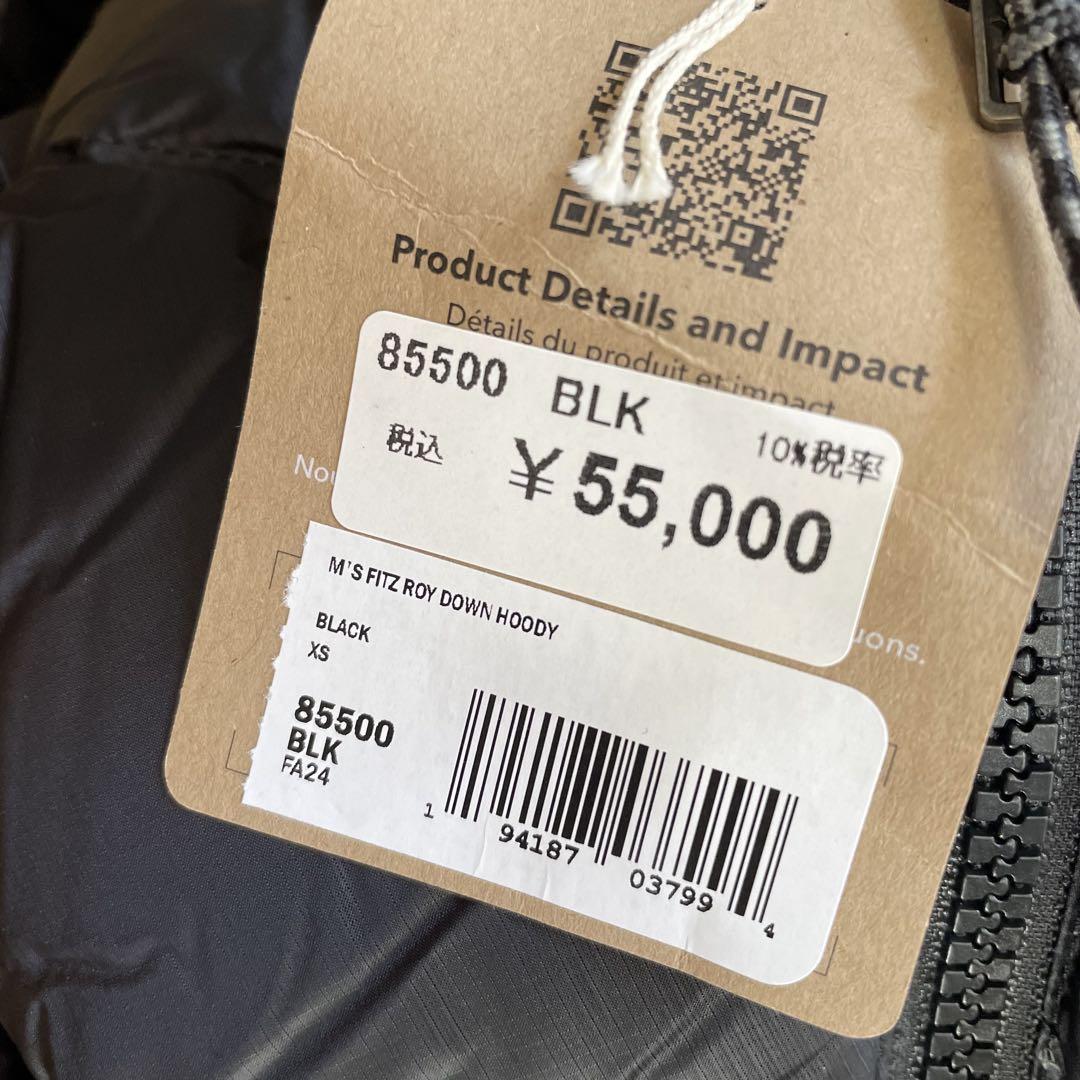 Product Details and Impact
Détails du produit et impact
85500 BLK
10%税率
税込 ¥55,000
M'S FITZ ROY DOWN HOODY
BLACK
XS
85500
BLK
FA24
1 94187 03799 4